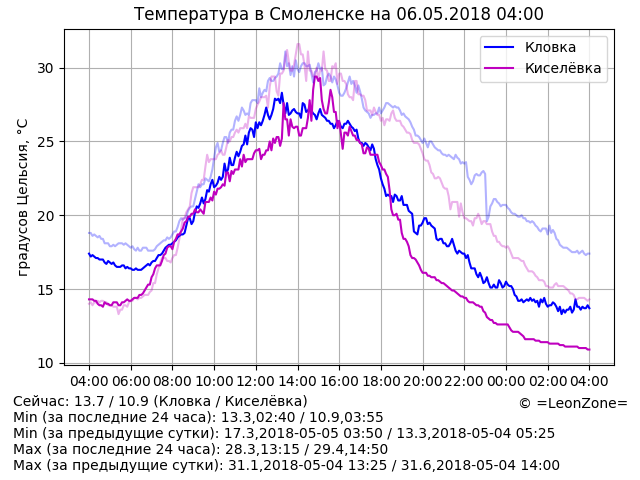 Температура в Смоленске на 06.05.2018 04:00
Кловка
Киселёвка
градусов Цельсия, °C
30
25
20
15
10
04:00 06:00 08:00 10:00 12:00 14:00 16:00 18:00 20:00 22:00 00:00 02:00 04:00
Сейчас: 13.7 / 10.9 (Кловка / Киселёвка)
© =LeonZone=
Min (за последние 24 часа): 13.3,02:40 / 10.9,03:55
Min (за предыдущие сутки): 17.3,2018-05-05 03:50 / 13.3,2018-05-04 05:25
Max (за последние 24 часа): 28.3,13:15 / 29.4,14:50
Max (за предыдущие сутки): 31.1,2018-05-04 13:25 / 31.6,2018-05-04 14:00